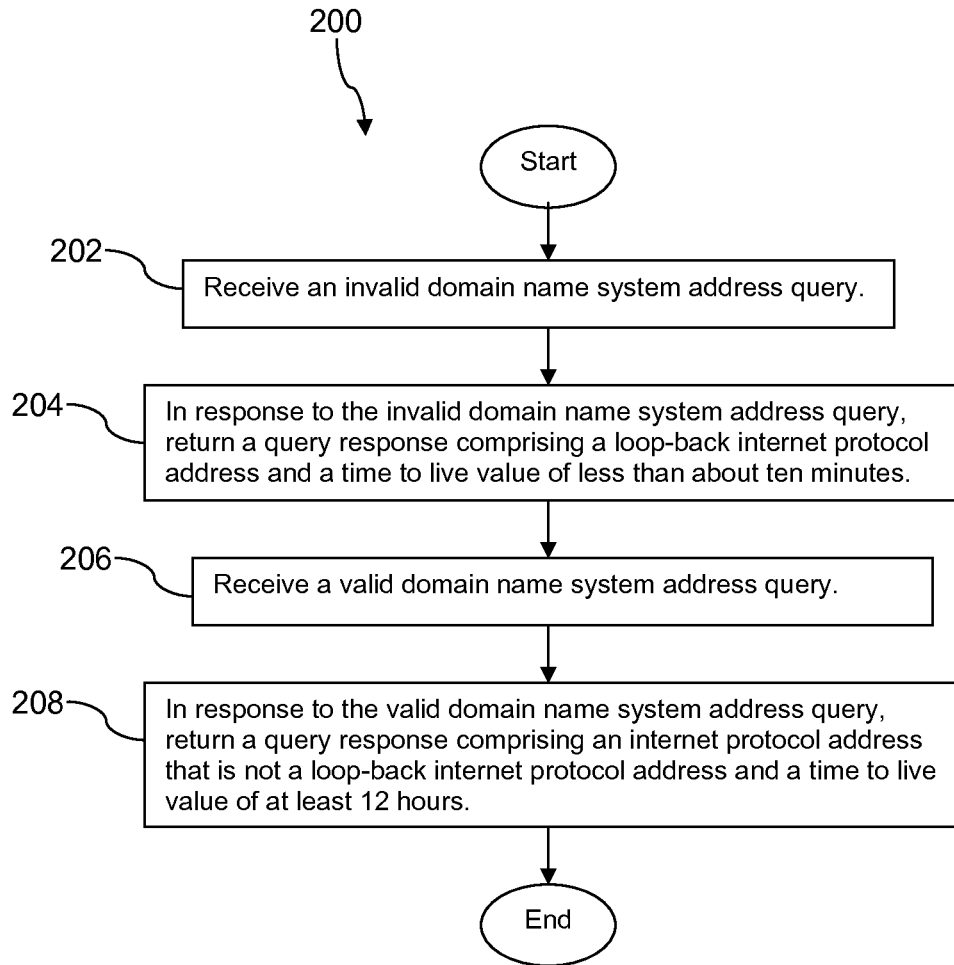 200
Start
202
Receive an invalid domain name system address query.
204
In response to the invalid domain name system address query,
return a query response comprising a loop-back internet protocol
address and a time to live value of less than about ten minutes.
206
Receive a valid domain name system address query.
208
In response to the valid domain name system address query,
return a query response comprising an internet protocol address
that is not a loop-back internet protocol address and a time to live
value of at least 12 hours.
End